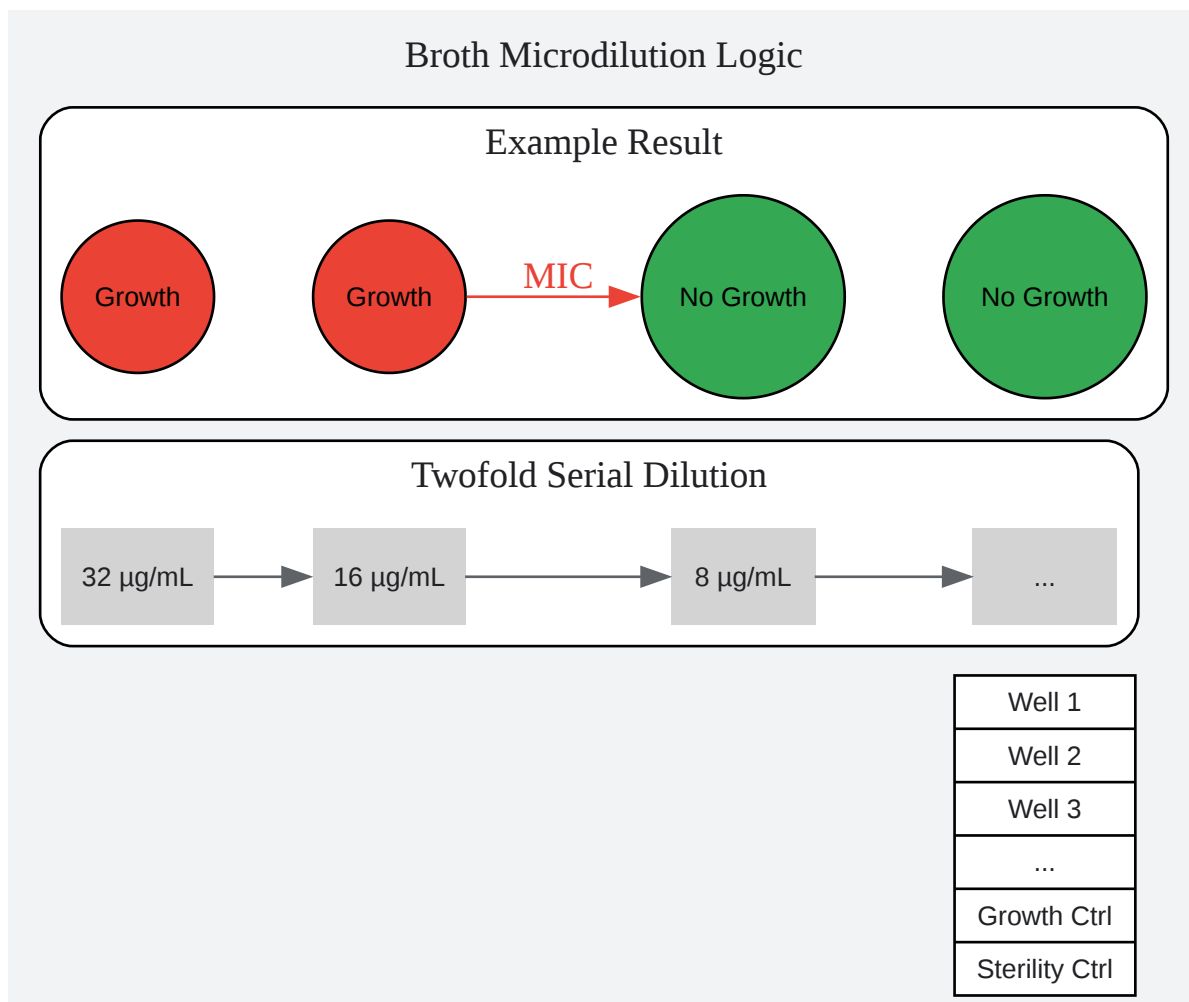 Broth Microdilution Logic
Example Result
Growth
Growth
MIC
No Growth
No Growth
Twofold Serial Dilution
32 µg/mL
16 µg/mL
8 µg/mL
...
Well 1
Well 2
Well 3
...
Growth Ctrl
Sterility Ctrl